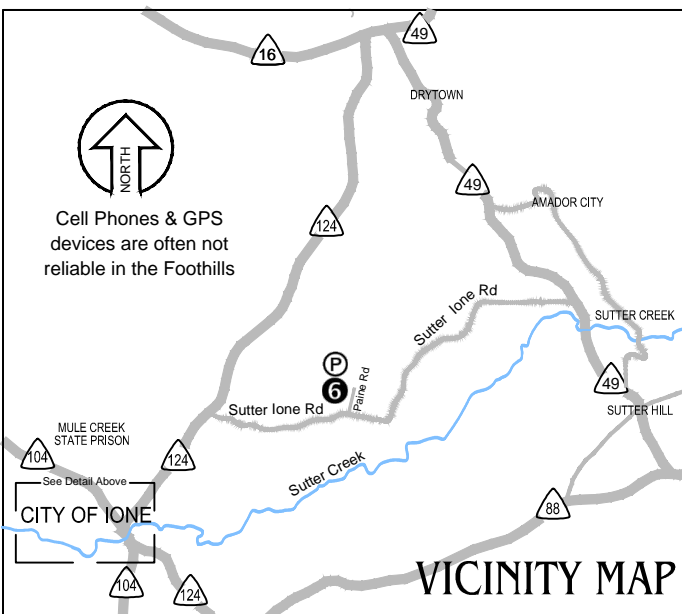 49
16
DRYTOWN
NORTH
49
AMADOR CITY
Cell Phones & GPS
devices are often not
reliable in the Foothills
124
Sutter Ione Rd
SUTTER CREEK
P
6
Paine Rd
49
Sutter Ione Rd
SUTTER HILL
MULE CREEK
STATE PRISON
104
124
Sutter Creek
See Detail Above
CITY OF IONE
88
VICINITY MAP
104
124